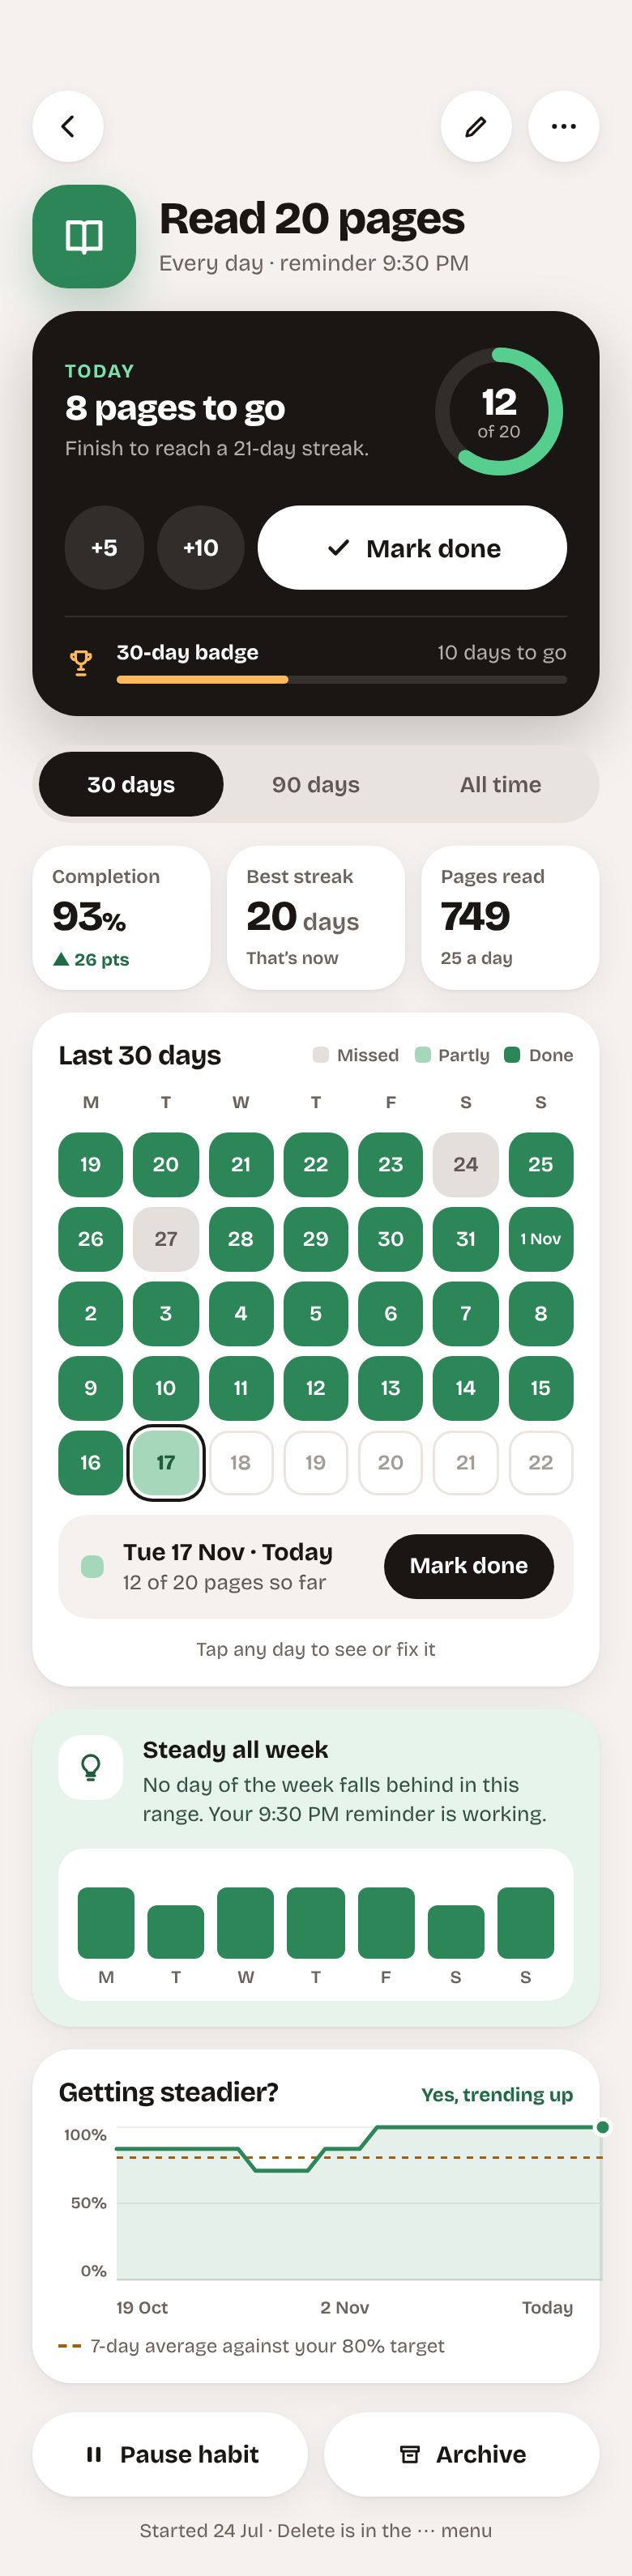 Read 20 pages
Every day · reminder 9:30 PM
TODAY
8 pages to go
Finish to reach a 21-day streak.
12
of 20
+5
+10
Mark done
30-day badge
10 days to go
30 days
90 days
All time
Completion
93%
▲ 26 pts
Best streak
20 days
That's now
Pages read
749
25 a day
Last 30 days
Missed
Partly
Done
M T W T F S S
19 20 21 22 23 24 25
26 27 28 29 30 31 1 Nov
2 3 4 5 6 7 8
9 10 11 12 13 14 15
16 17 18 19 20 21 22
Tue 17 Nov · Today
12 of 20 pages so far
Mark done
Tap any day to see or fix it
Steady all week
No day of the week falls behind in this
range. Your 9:30 PM reminder is working.
M T W T F S S
Getting steadier?
Yes, trending up
100%
50%
0%
19 Oct
2 Nov
Today
7-day average against your 80% target
Pause habit
Archive
Started 24 Jul · Delete is in the ··· menu